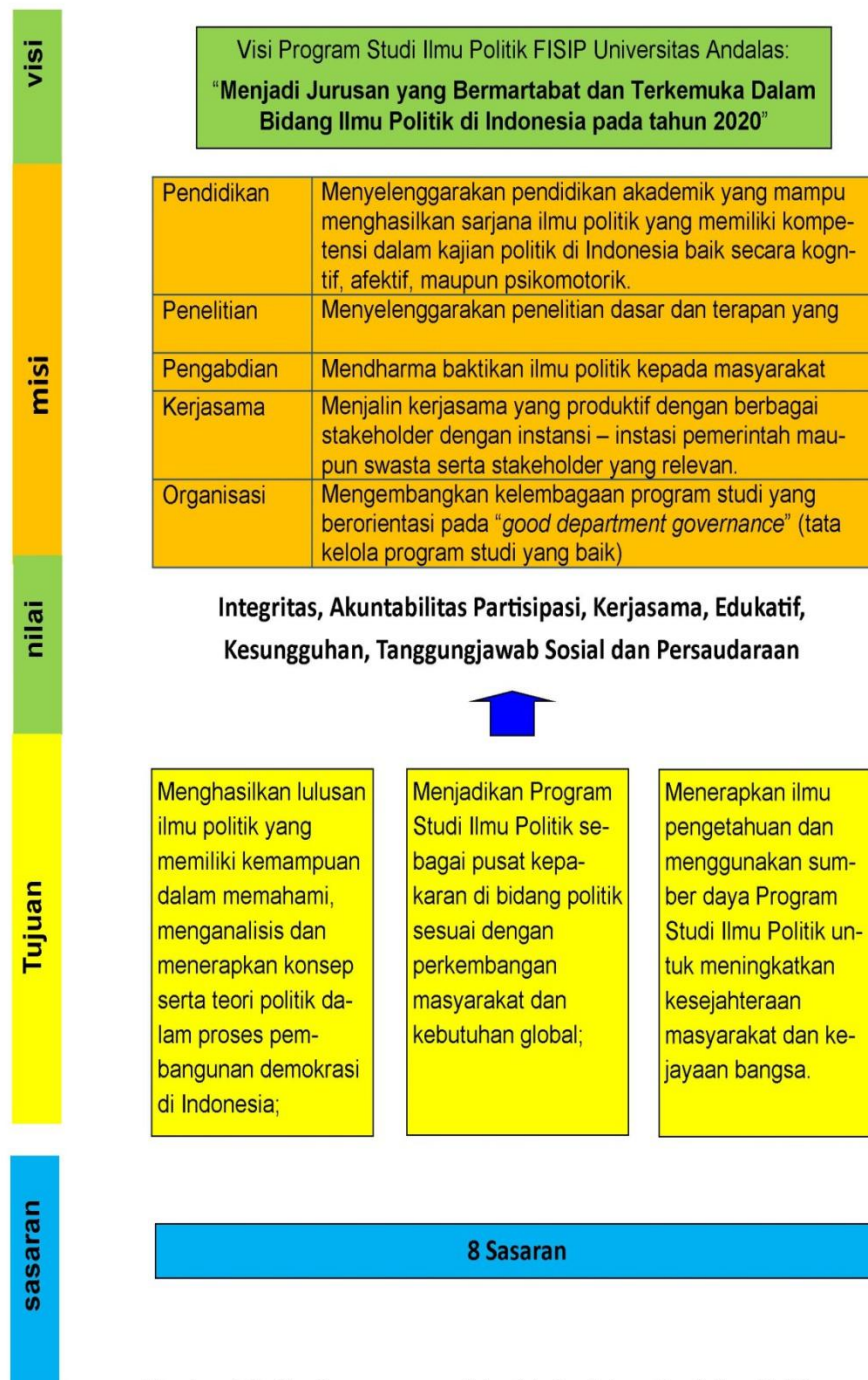 visi
Visi Program Studi Ilmu Politik FISIP Universitas Andalas:
“Menjadi Jurusan yang Bermartabat dan Terkemuka Dalam
Bidang Ilmu Politik di Indonesia pada tahun 2020”
misi
Pendidikan
Menyelenggarakan pendidikan akademik yang mampu
menghasilkan sarjana ilmu politik yang memiliki kompe-
tensi dalam kajian politik di Indonesia baik secara kogn-
tif, afektif, maupun psikomotorik.
Penelitian
Menyelenggarakan penelitian dasar dan terapan yang
Pengabdian
Mendharma baktikan ilmu politik kepada masyarakat
Kerjasama
Menjalin kerjasama yang produktif dengan berbagai
stakeholder dengan instansi – instasi pemerintah mau-
pun swasta serta stakeholder yang relevan.
Organisasi
Mengembangkan kelembagaan program studi yang
berorientasi pada “good department governance” (tata
kelola program studi yang baik)
nilai
Integritas, Akuntabilitas Partisipasi, Kerjasama, Edukatif,
Kesungguhan, Tanggungjawab Sosial dan Persaudaraan
Tujuan
Menghasilkan lulusan
ilmu politik yang
memiliki kemampuan
dalam memahami,
menganalisis dan
menerapkan konsep
serta teori politik da-
lam proses pem-
bangunan demokrasi
di Indonesia;
Menjadikan Program
Studi Ilmu Politik se-
bagai pusat kepa-
karan di bidang politik
sesuai dengan
perkembangan
masyarakat dan
kebutuhan global;
Menerapkan ilmu
pengetahuan dan
menggunakan sum-
ber daya Program
Studi Ilmu Politik un-
tuk meningkatkan
kesejahteraan
masyarakat dan ke-
jayaan bangsa.
sasaran
8 Sasaran